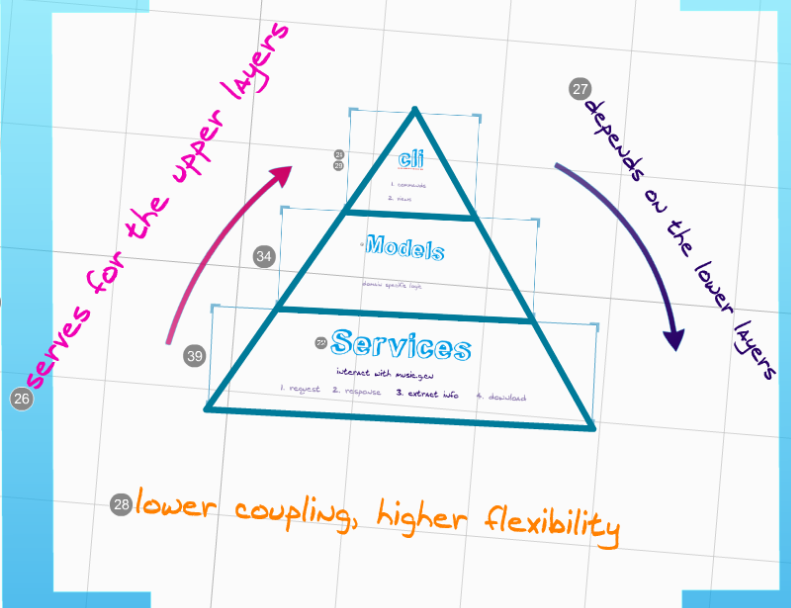 serves for the upper layers
26
27
depends on the lower layers
cli
1. commands
2. views
34
Models
domain specific logic
39
Services
interact with musicgew
1. request 2. response 3. extract info 4. download
28
lower coupling, higher flexibility